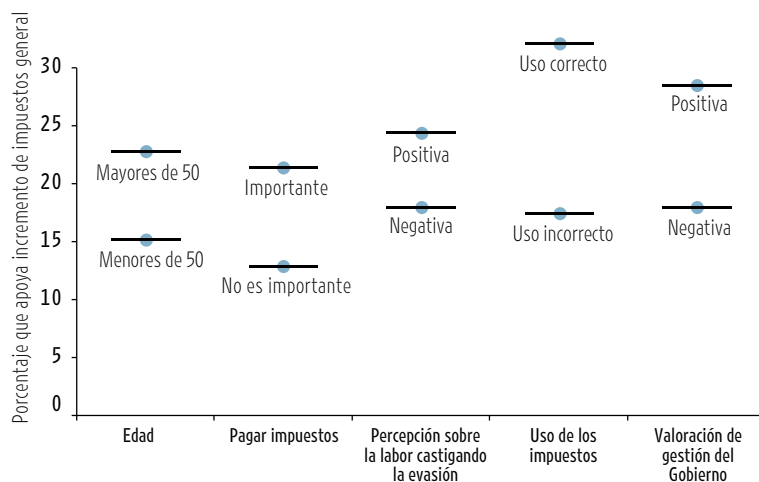 Porcentaje que apoya incremento de impuestos general
30
25
20
15
10
5
0
Mayores de 50
Menores de 50
Importante
No es importante
Positiva
Negativa
Uso correcto
Uso incorrecto
Positiva
Negativa
Edad
Pagar impuestos
Percepción sobre
la labor castigando
la evasión
Uso de los
impuestos
Valoración de
gestión del
Gobierno